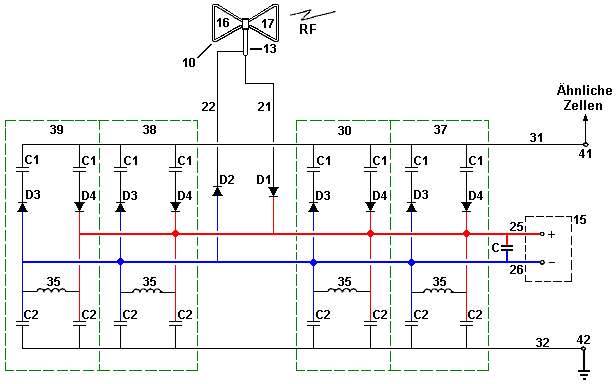 16 17
RF
10 13
Ähnliche
Zellen
22 21
39 38 30 37 31
41
C1 C1 C1 C1 C1 C1 C1 C1
D3 D4 D3 D4 D2 D1 D3 D4 D3 D4
15
25 +
C
26 −
35 35 35 35
C2 C2 C2 C2 C2 C2 C2 C2
32 42